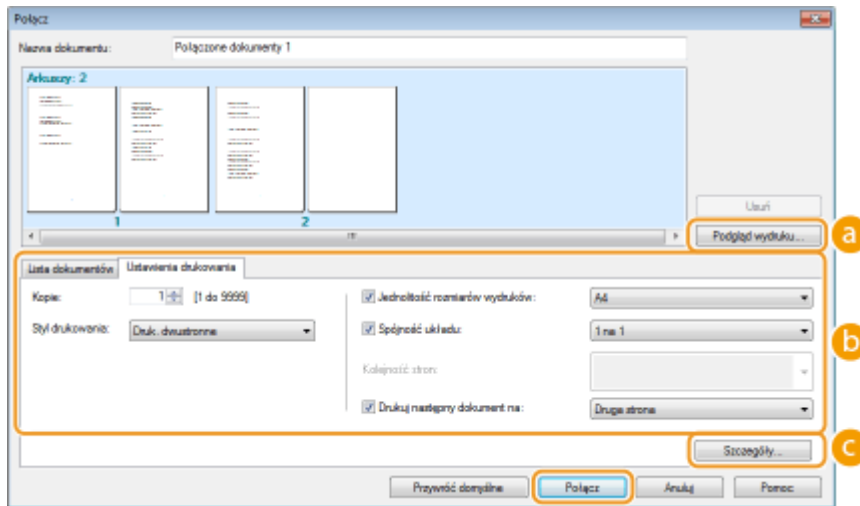 Połącz
Nazwa dokumentu: Połączone dokumenty 1
Arkuszy: 2
1 2
Usuń
Podgląd wydruku... a
Lista dokumentów Ustawienia drukowania
Kopie: 1 [1 do 9999] Jednolitość rozmiarów wydruków: A4
Styl drukowania: Druk. dwustronne Spójność układu: 1 na 1 b
Kolejność stron:
Drukuj następny dokument na: Druga strona
Szczegóły... c
Przywróć domyślne Połącz Anuluj Pomoc